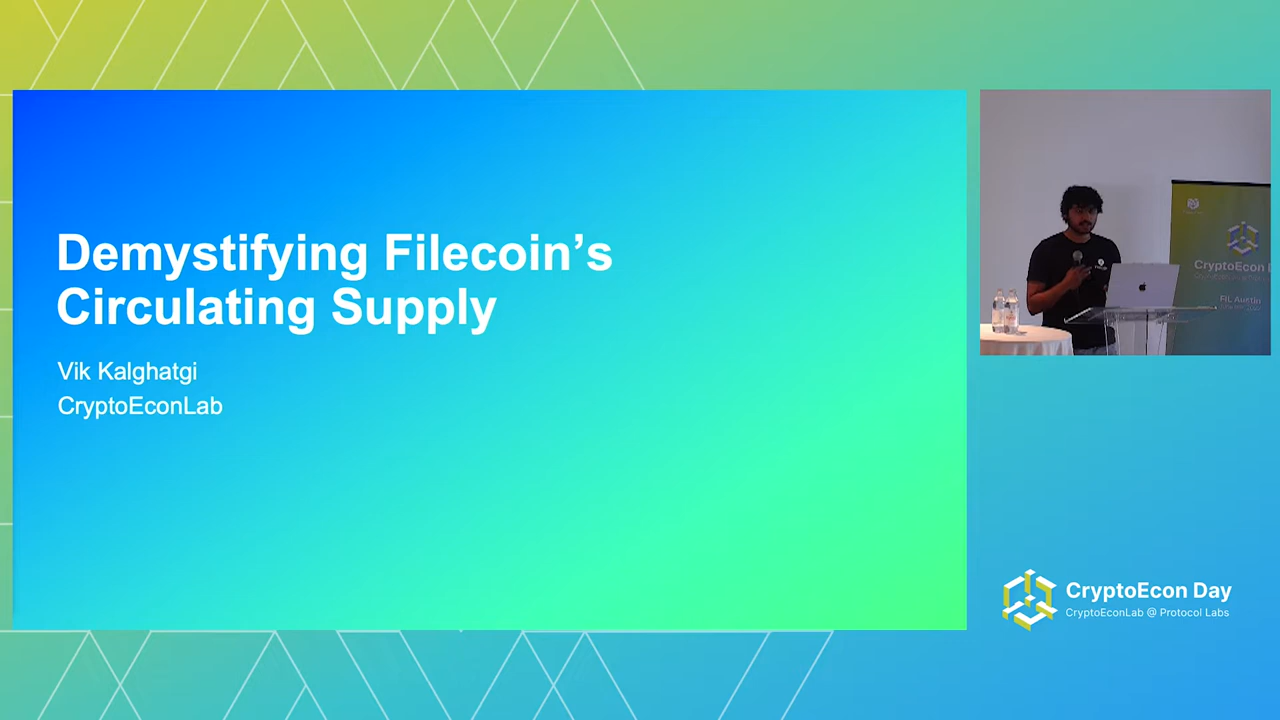 Demystifying Filecoin’s
Circulating Supply
Vik Kalghatgi
CryptoEconLab
CryptoEcon D
FIL Austin
CryptoEcon Day
CryptoEconLab @ Protocol Labs